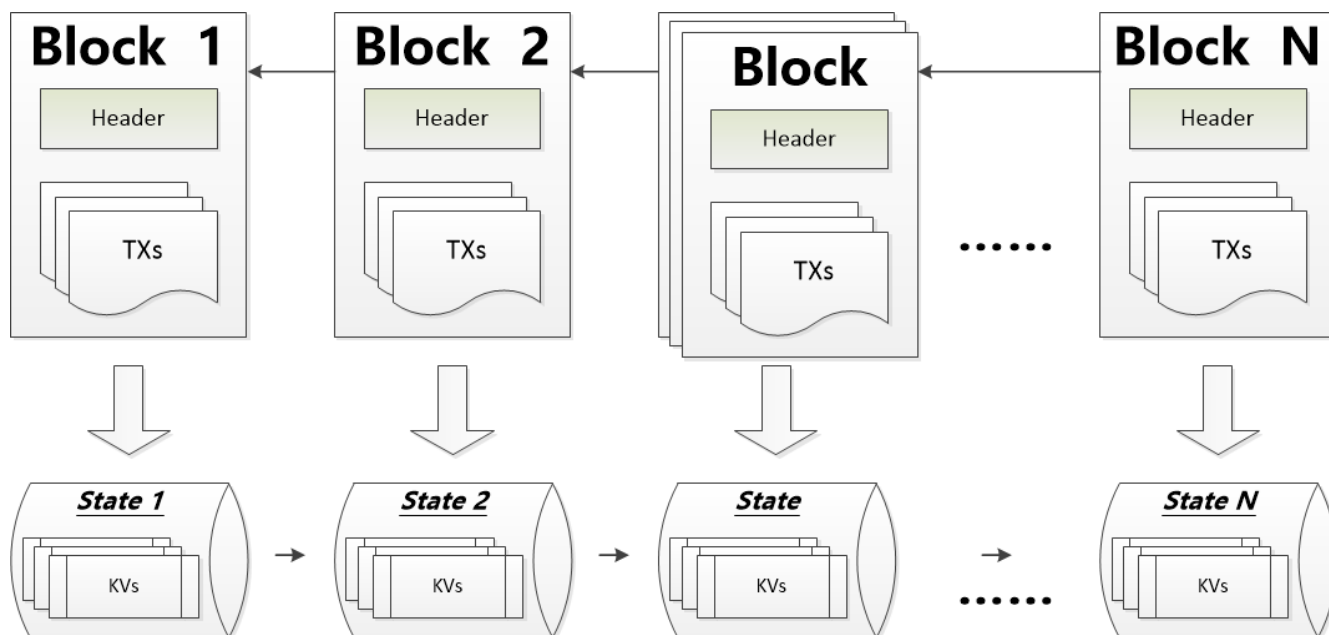 Block 1
Block 2
Block
Block N
Header
Header
Header
Header
TXs
TXs
TXs
TXs
......
State 1
State 2
State
State N
KVs
KVs
KVs
KVs
......